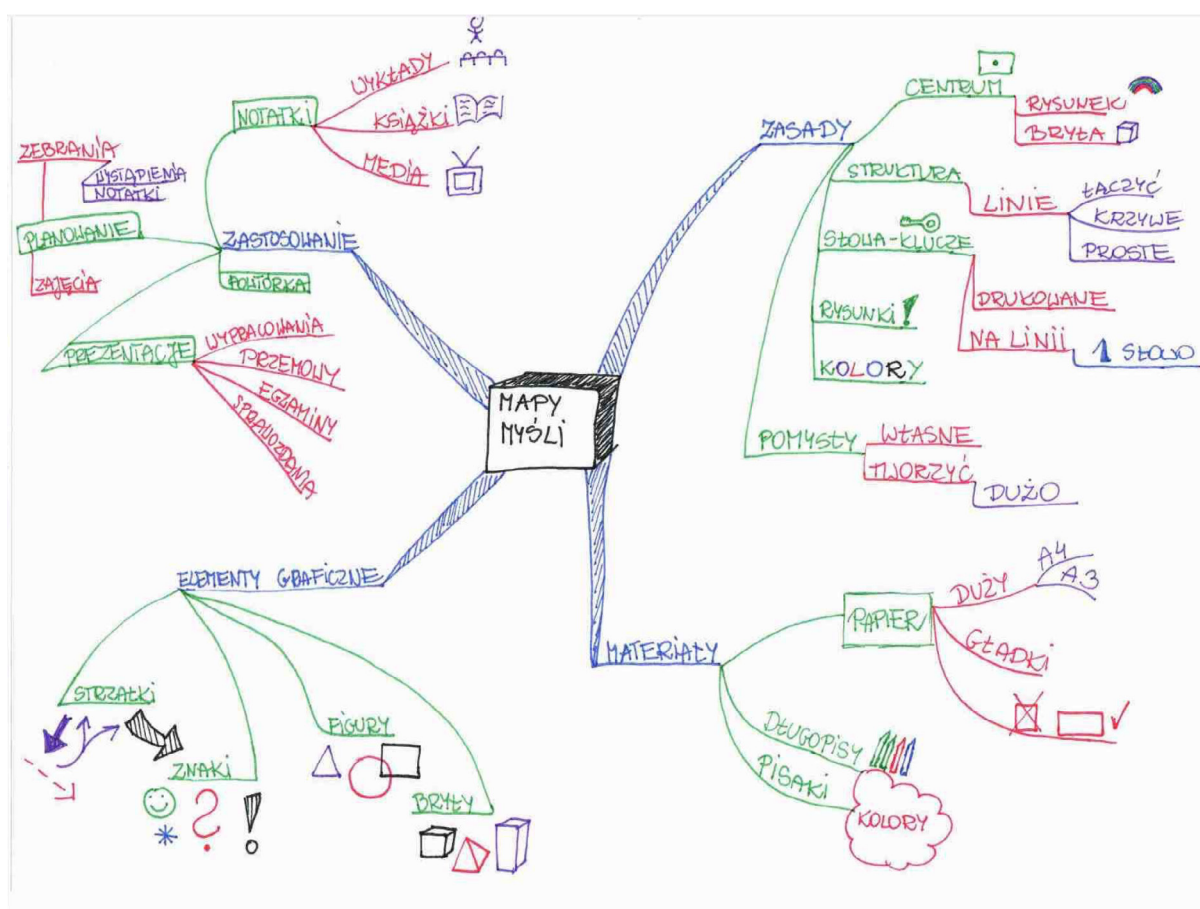 MAPY
MYŚLI
ZASTOSOWANIE
NOTATKI
WYKŁADY
KSIĄŻKI
MEDIA
PLANOWANIE
ZEBRANIA
WYSTĄPIENIA
NOTATKI
ZAJĘCIA
POWTÓRKA
PREZENTACJE
WYPRACOWANIA
PRZEMOWY
EGZAMINY
SPRAWOZDANIA
ZASADY
CENTRUM
RYSUNEK
BRYŁA
STRUKTURA
LINIE
ŁĄCZYĆ
KRZYWE
PROSTE
SŁOWA-KLUCZE
DRUKOWANE
NA LINII
1 SŁOWO
RYSUNKI !
KOLORY
POMYSŁY
WŁASNE
TWORZYĆ
DUŻO
ELEMENTY GRAFICZNE
STRZAŁKI
ZNAKI
? !
FIGURY
BRYŁY
MATERIAŁY
PAPIER
DUŻY
A4
A3
GŁADKI
DŁUGOPISY
PISAKI
KOLORY